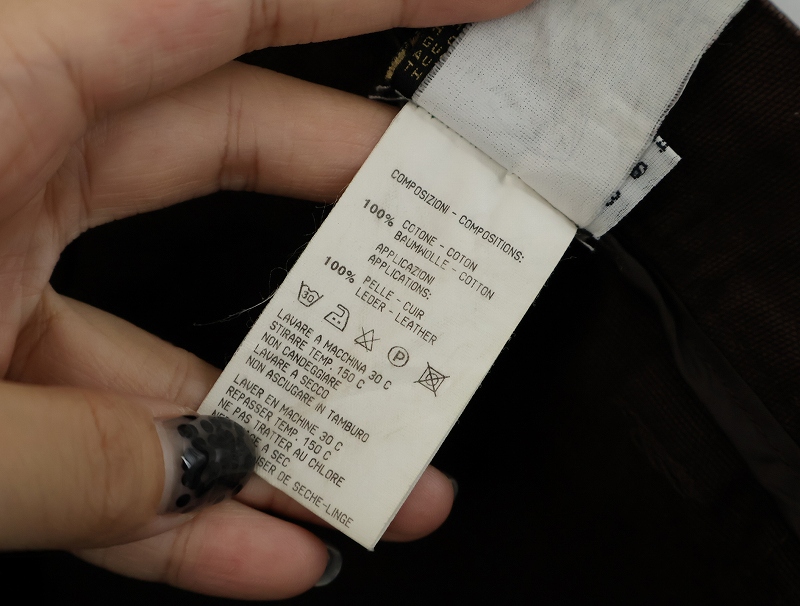 COMPOSIZIONI - COMPOSITIONS:
100% COTONE - COTON
BAUMWOLLE - COTTON
APPLICAZIONI
APPLICATIONS:
100% PELLE - CUIR
LEDER - LEATHER
30
P
LAVARE A MACCHINA 30 C
STIRARE TEMP. 150 C
NON CANDEGGIARE
LAVARE A SECCO
NON ASCIUGARE IN TAMBURO
LAVER EN MACHINE 30 C
REPASSER TEMP. 150 C
NE PAS TRAITER AU CHLORE
A SEC
DE SECHE-LINGE